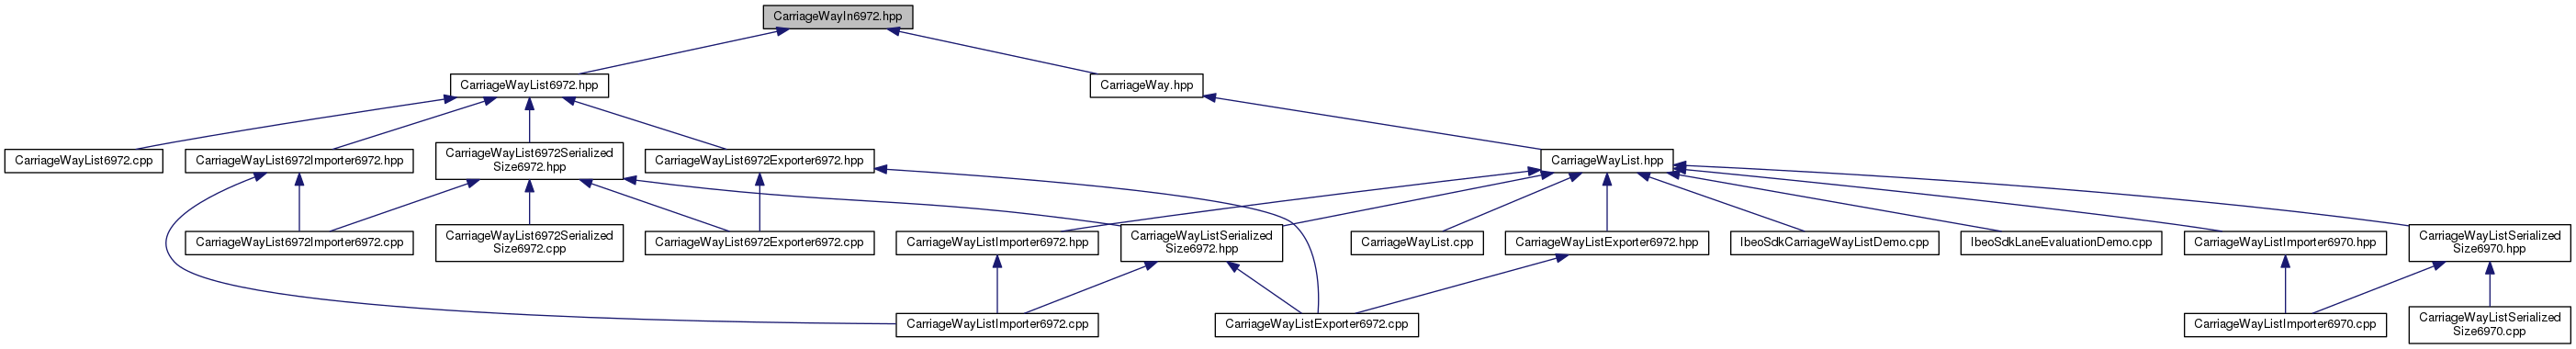 CarriageWayIn6972.hpp
CarriageWayList6972.hpp
CarriageWay.hpp
CarriageWayList6972.cpp
CarriageWayList6972Importer6972.hpp
CarriageWayList6972Serialized
Size6972.hpp
CarriageWayList6972Exporter6972.hpp
CarriageWayList.hpp
CarriageWayList6972Importer6972.cpp
CarriageWayList6972Serialized
Size6972.cpp
CarriageWayList6972Exporter6972.cpp
CarriageWayListImporter6972.hpp
CarriageWayListSerialized
Size6972.hpp
CarriageWayList.cpp
CarriageWayListExporter6972.hpp
IbeoSdkCarriageWayListDemo.cpp
IbeoSdkLaneEvaluationDemo.cpp
CarriageWayListImporter6970.hpp
CarriageWayListSerialized
Size6970.hpp
CarriageWayListImporter6972.cpp
CarriageWayListExporter6972.cpp
CarriageWayListImporter6970.cpp
CarriageWayListSerialized
Size6970.cpp